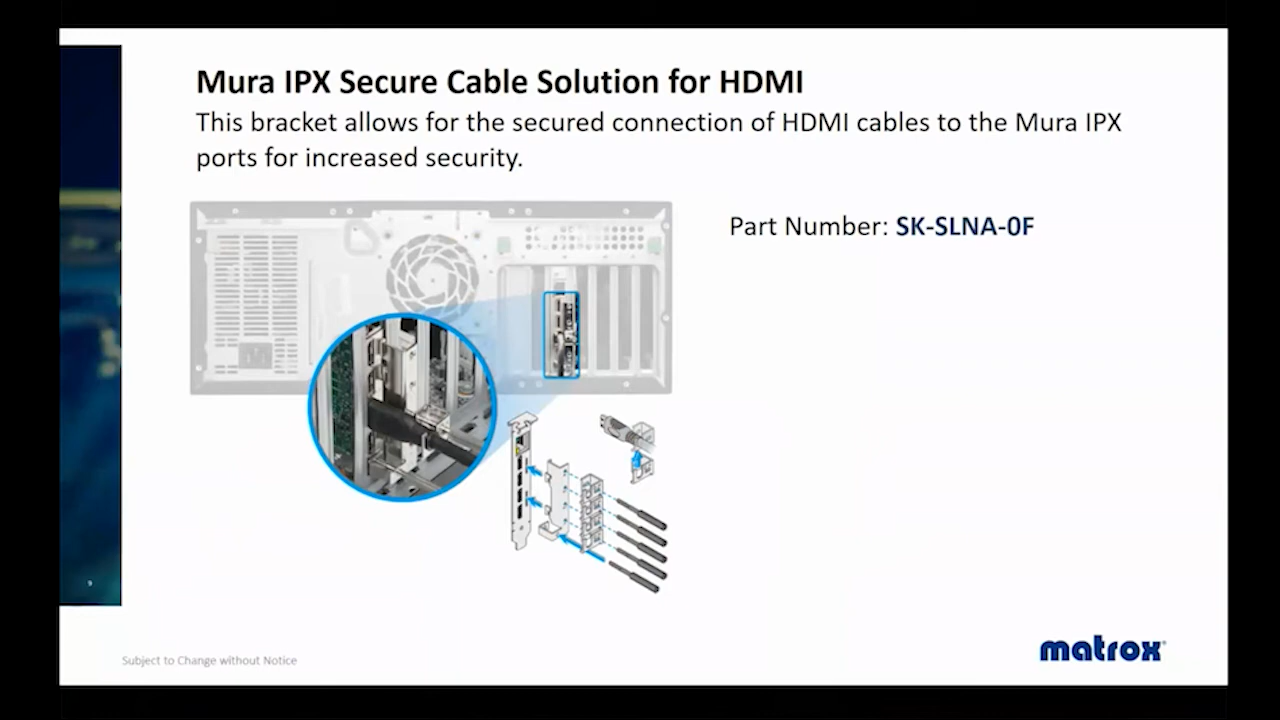 Mura IPX Secure Cable Solution for HDMI
This bracket allows for the secured connection of HDMI cables to the Mura IPX
ports for increased security.
Part Number: SK-SLNA-0F
9
Subject to Change without Notice
matrox